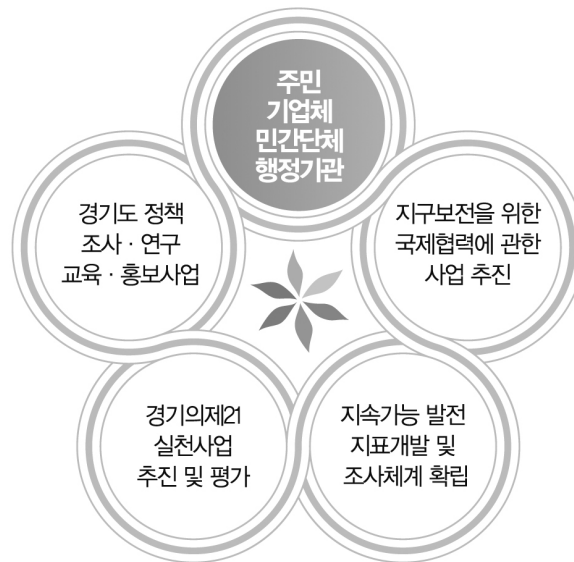 주민
기업체
민간단체
행정기관
경기도 정책
조사 · 연구
교육 · 홍보사업
지구보전을 위한
국제협력에 관한
사업 추진
경기의제21
실천사업
추진 및 평가
지속가능 발전
지표개발 및
조사체계 확립